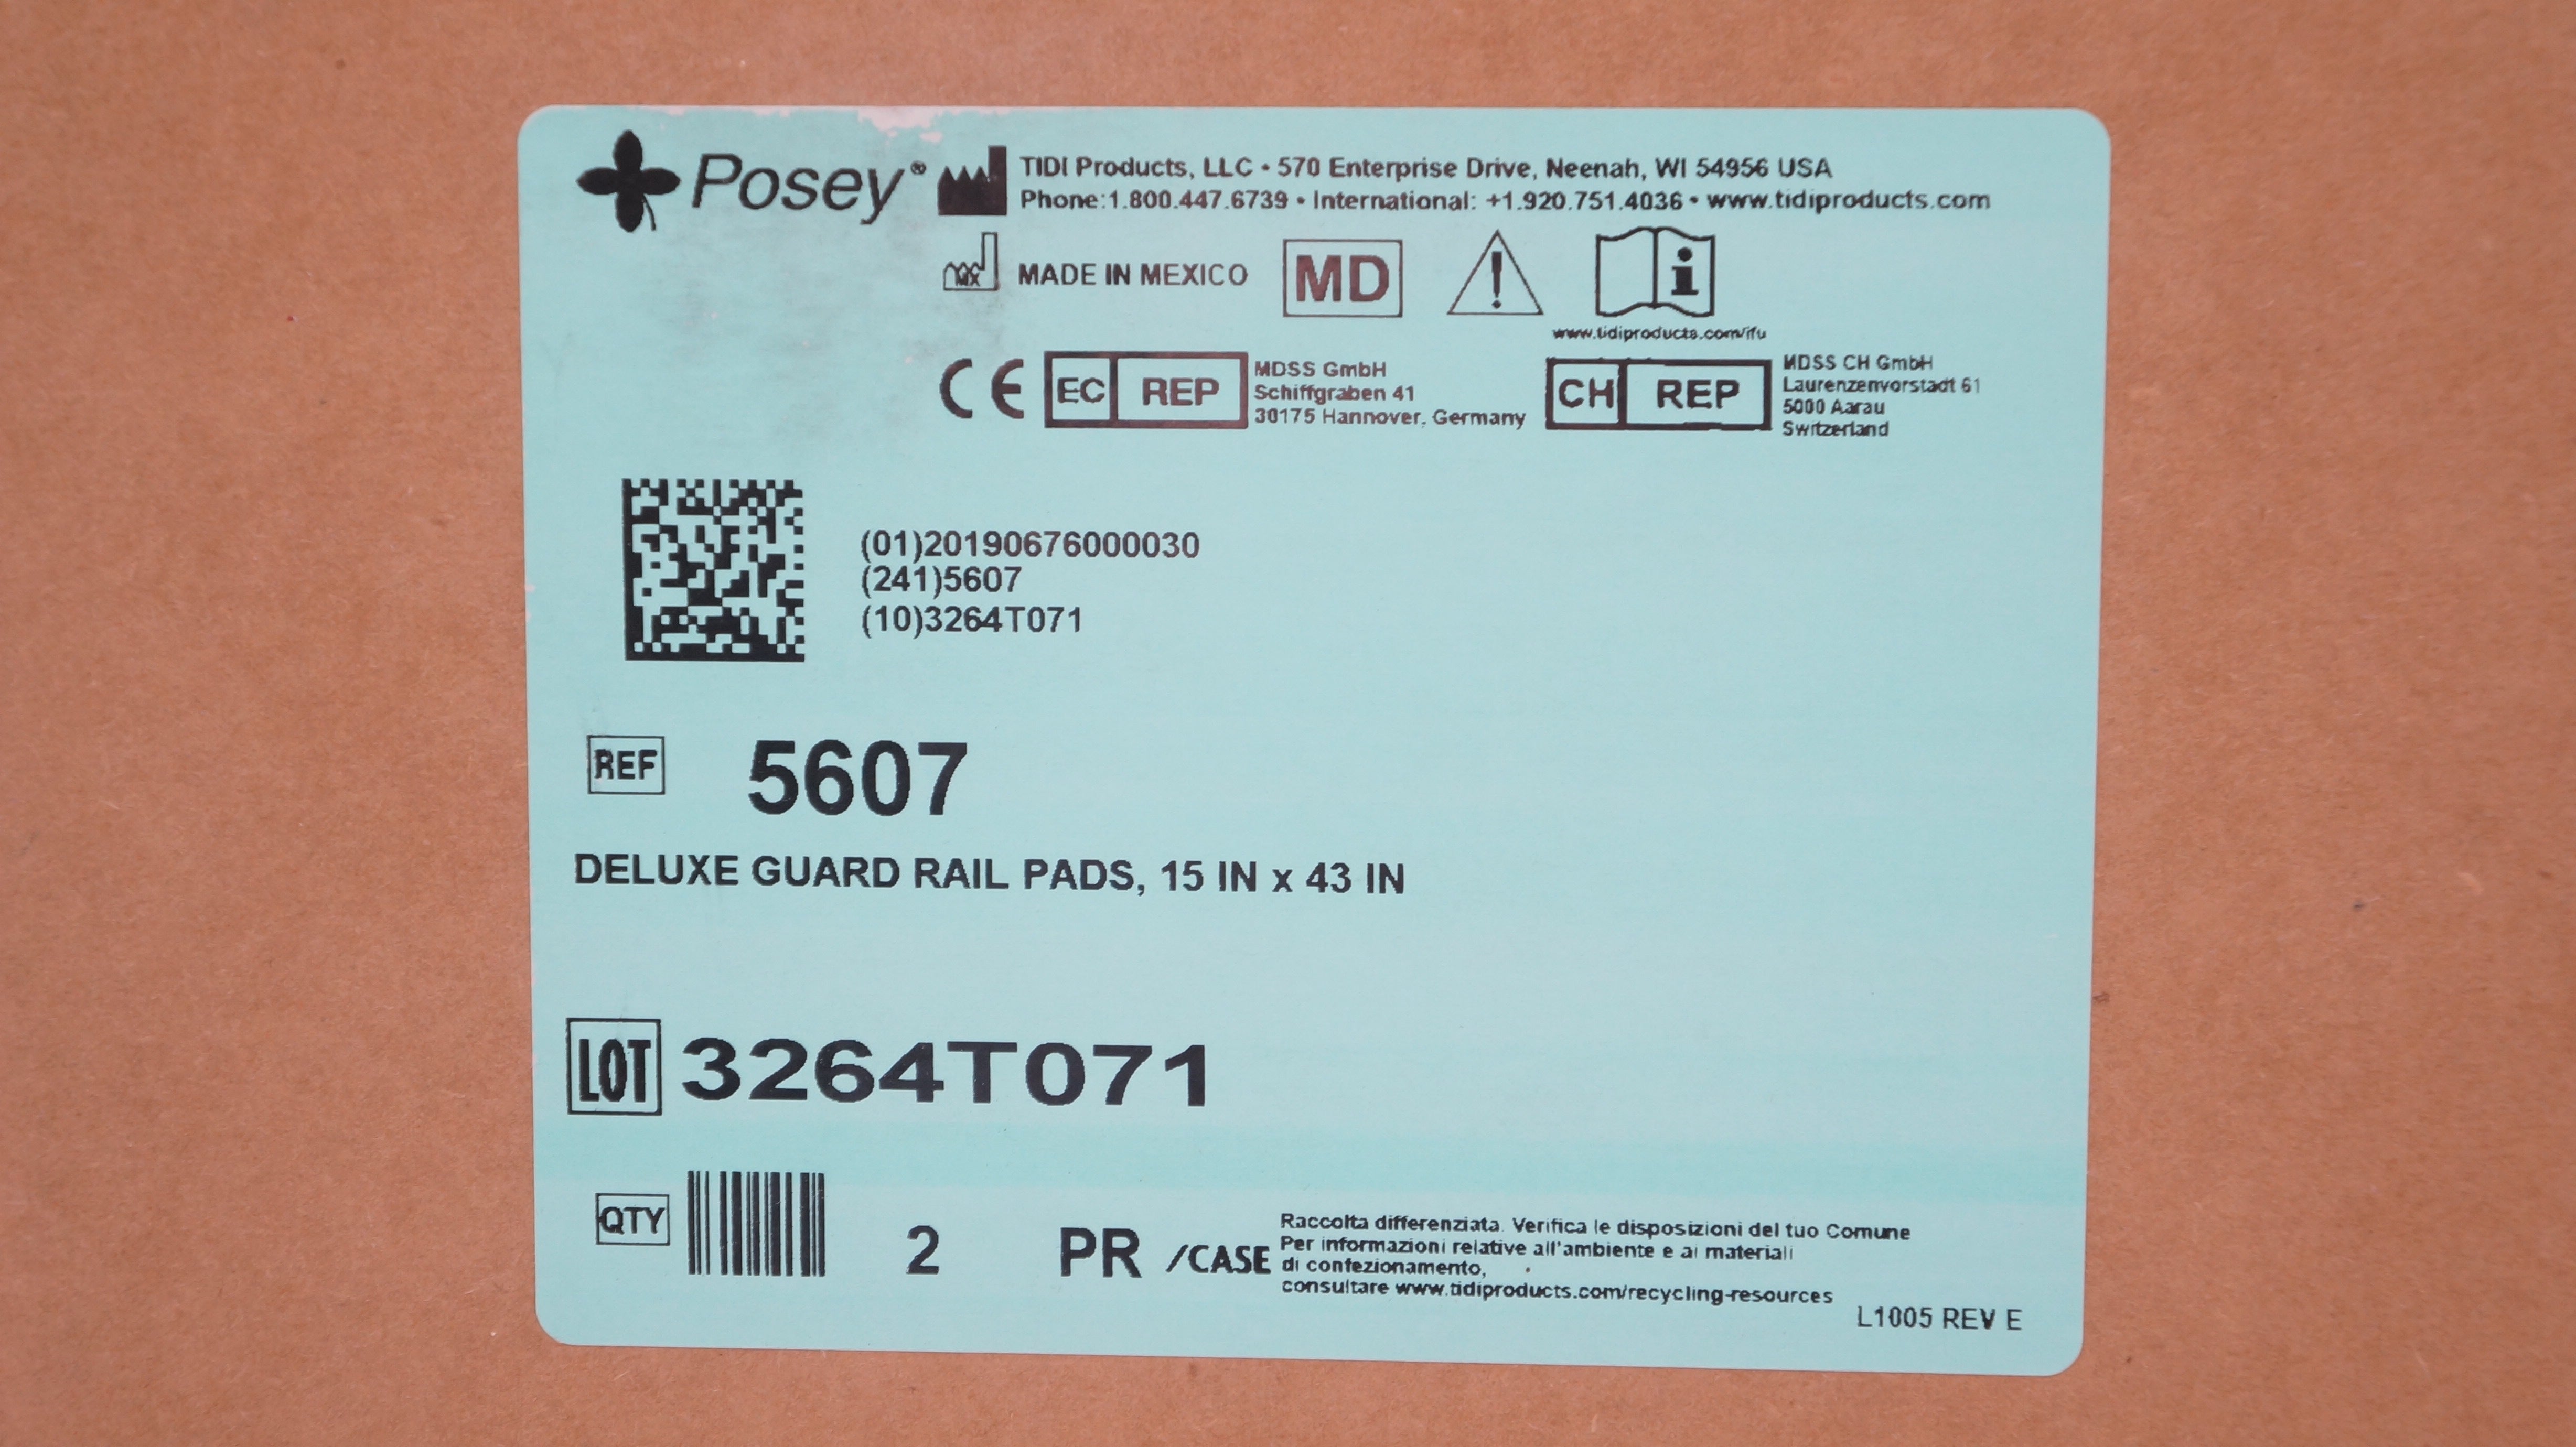 Posey®
TIDI Products, LLC • 570 Enterprise Drive, Neenah, WI 54956 USA
Phone:1.800.447.6739 • International: +1.920.751.4036 • www.tidiproducts.com
MX MADE IN MEXICO MD ! i
www.tidiproducts.com/ifu
CE EC REP
MDSS GmbH
Schiffgraben 41
30175 Hannover, Germany
CH REP
MDSS CH GmbH
Laurenzenvorstadt 61
5000 Aarau
Switzerland
(01)20190676000030
(241)5607
(10)3264T071
REF 5607
DELUXE GUARD RAIL PADS, 15 IN x 43 IN
LOT 3264T071
QTY 2 PR /CASE
Raccolta differenziata. Verifica le disposizioni del tuo Comune
Per informazioni relative all'ambiente e ai materiali
di confezionamento,
consultare www.tidiproducts.com/recycling-resources
L1005 REV E